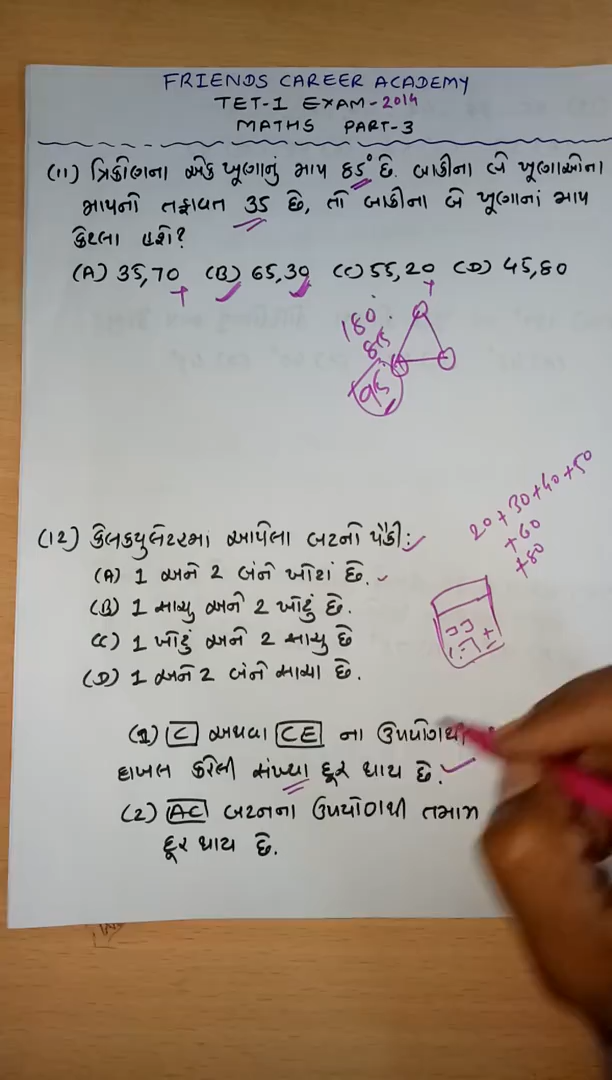 FRIENDS CAREER ACADEMY
TET-1 EXAM-2014
MATHS PART-3
(11) ત્રિકોણના એક ખૂણાનું માપ 85° છે. બાકીના બે ખૂણાઓના
માપનો તફાવત 35 છે, તો બાકીના બે ખૂણાનાં માપ
કેટલા હશે?
(A) 35,70 (B) 65,30 (C) 55,20 (D) 45,80
180
85
95
20+30+40+50
+60
+80
(12) કેલક્યુલેટરમાં આપેલા બટનો પૈકી:
(A) 1 અને 2 બંને ખોટાં છે.
(B) 1 સાચુ અને 2 ખોટું છે.
(C) 1 ખોટું અને 2 સાચુ છે
(D) 1 અને 2 બંને સાચા છે.
(1) C અથવા CE ના ઉપયોગથી
દાખલ કરેલી સંખ્યા દૂર થાય છે.
(2) AC બટનના ઉપયોગથી તમામ
દૂર થાય છે.